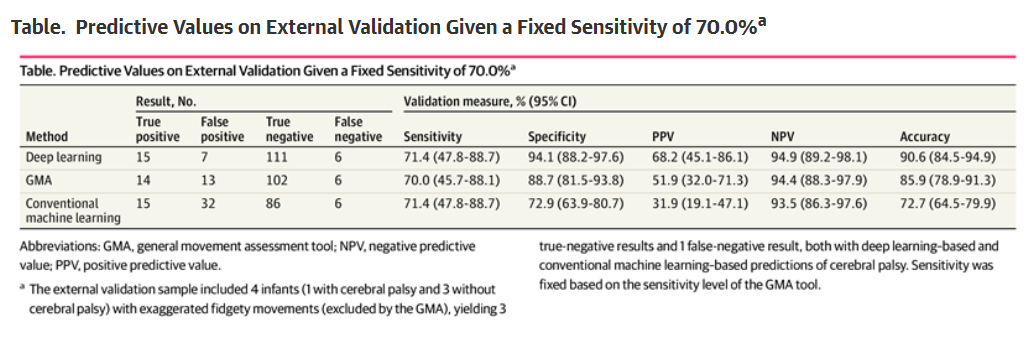 Table. Predictive Values on External Validation Given a Fixed Sensitivity of 70.0%a
Table. Predictive Values on External Validation Given a Fixed Sensitivity of 70.0%a
Result, No. Validation measure, % (95% CI)
Method True positive False positive True negative False negative Sensitivity Specificity PPV NPV Accuracy
Deep learning 15 7 111 6 71.4 (47.8-88.7) 94.1 (88.2-97.6) 68.2 (45.1-86.1) 94.9 (89.2-98.1) 90.6 (84.5-94.9)
GMA 14 13 102 6 70.0 (45.7-88.1) 88.7 (81.5-93.8) 51.9 (32.0-71.3) 94.4 (88.3-97.9) 85.9 (78.9-91.3)
Conventional machine learning 15 32 86 6 71.4 (47.8-88.7) 72.9 (63.9-80.7) 31.9 (19.1-47.1) 93.5 (86.3-97.6) 72.7 (64.5-79.9)
Abbreviations: GMA, general movement assessment tool; NPV, negative predictive
value; PPV, positive predictive value.
a The external validation sample included 4 infants (1 with cerebral palsy and 3 without
cerebral palsy) with exaggerated fidgety movements (excluded by the GMA), yielding 3
true-negative results and 1 false-negative result, both with deep learning-based and
conventional machine learning-based predictions of cerebral palsy. Sensitivity was
fixed based on the sensitivity level of the GMA tool.